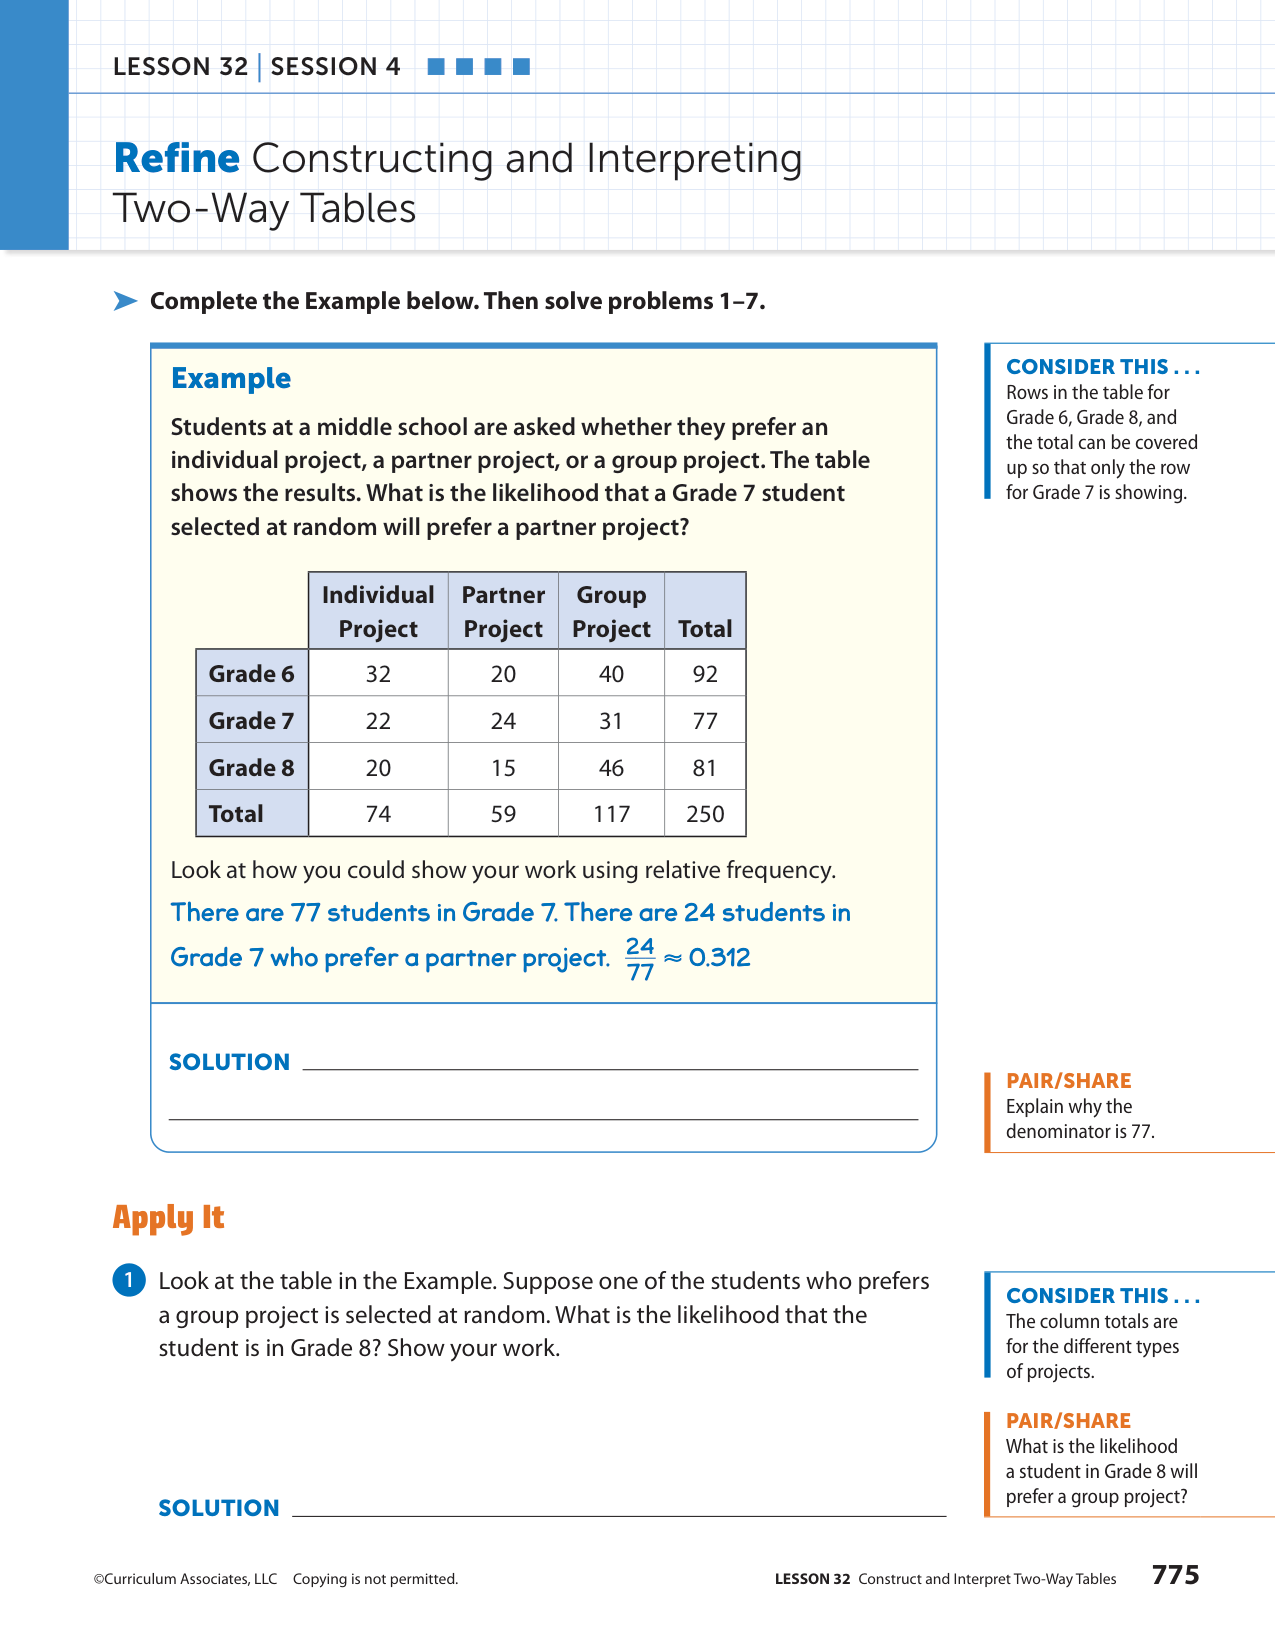 LESSON 32 | SESSION 4
Refine Constructing and Interpreting
Two-Way Tables
➤ Complete the Example below. Then solve problems 1–7.
Example
Students at a middle school are asked whether they prefer an
individual project, a partner project, or a group project. The table
shows the results. What is the likelihood that a Grade 7 student
selected at random will prefer a partner project?
Individual Project Partner Project Group Project Total
Grade 6 32 20 40 92
Grade 7 22 24 31 77
Grade 8 20 15 46 81
Total 74 59 117 250
Look at how you could show your work using relative frequency.
There are 77 students in Grade 7. There are 24 students in
Grade 7 who prefer a partner project. 24/77 ≈ 0.312
SOLUTION
CONSIDER THIS . . .
Rows in the table for
Grade 6, Grade 8, and
the total can be covered
up so that only the row
for Grade 7 is showing.
PAIR/SHARE
Explain why the
denominator is 77.
Apply It
1 Look at the table in the Example. Suppose one of the students who prefers
a group project is selected at random. What is the likelihood that the
student is in Grade 8? Show your work.
SOLUTION
CONSIDER THIS . . .
The column totals are
for the different types
of projects.
PAIR/SHARE
What is the likelihood
a student in Grade 8 will
prefer a group project?
©Curriculum Associates, LLC Copying is not permitted.
LESSON 32 Construct and Interpret Two-Way Tables 775